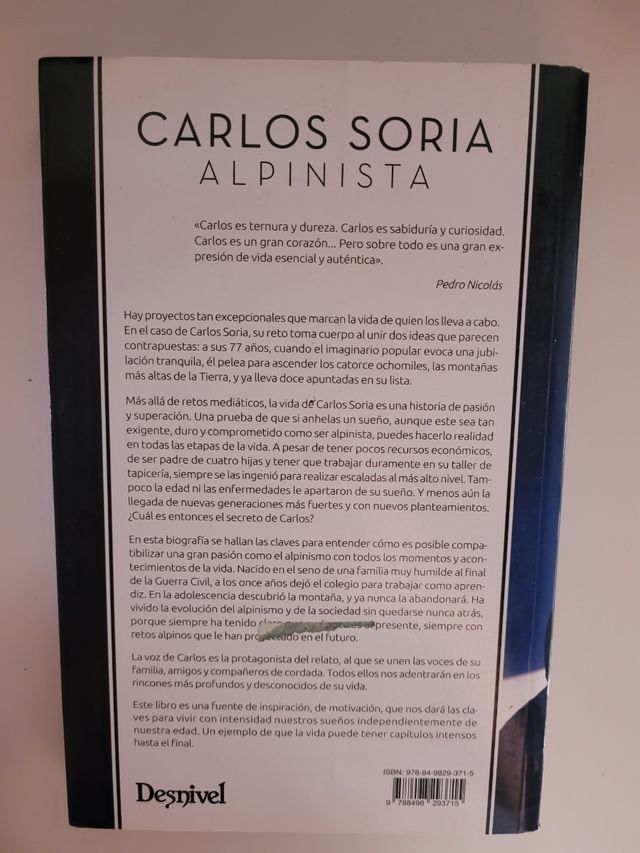 CARLOS SORIA
ALPINISTA
«Carlos es ternura y dureza. Carlos es sabiduría y curiosidad.
Carlos es un gran corazón... Pero sobre todo es una gran ex-
presión de vida esencial y auténtica».
Pedro Nicolás
Hay proyectos tan excepcionales que marcan la vida de quien los lleva a cabo.
En el caso de Carlos Soria, su reto toma cuerpo al unir dos ideas que parecen
contrapuestas: a sus 77 años, cuando el imaginario popular evoca una jubi-
lación tranquila, él pelea para ascender los catorce ochomiles, las montañas
más altas de la Tierra, y ya lleva doce apuntadas en su lista.
Más allá de retos mediáticos, la vida de Carlos Soria es una historia de pasión
y superación. Una prueba de que si anhelas un sueño, aunque este sea tan
exigente, duro y comprometido como ser alpinista, puedes hacerlo realidad
en todas las etapas de la vida. A pesar de tener pocos recursos económicos,
de ser padre de cuatro hijas y tener que trabajar duramente en su taller de
tapicería, siempre se las ingenió para realizar escaladas al más alto nivel. Tam-
poco la edad ni las enfermedades le apartaron de su sueño. Y menos aún la
llegada de nuevas generaciones más fuertes y con nuevos planteamientos.
¿Cuál es entonces el secreto de Carlos?
En esta biografía se hallan las claves para entender cómo es posible compa-
tibilizar una gran pasión como el alpinismo con todos los momentos y acon-
tecimientos de la vida. Nacido en el seno de una familia muy humilde al final
de la Guerra Civil, a los once años dejó el colegio para trabajar como apren-
diz. En la adolescencia descubrió la montaña, y ya nunca la abandonará. Ha
vivido la evolución del alpinismo y de la sociedad sin quedarse nunca atrás,
porque siempre ha tenido presente, siempre con
retos alpinos que le han en el futuro.
La voz de Carlos es la protagonista del relato, al que se unen las voces de su
familia, amigos y compañeros de cordada. Todos ellos nos adentrarán en los
rincones más profundos y desconocidos de su vida.
Este libro es una fuente de inspiración, de motivación, que nos dará las cla-
ves para vivir con intensidad nuestros sueños independientemente de
nuestra edad. Un ejemplo de que la vida puede tener capítulos intensos
hasta el final.
ISBN: 978-84-9829-371-5
Desnivel
9 788498 293715